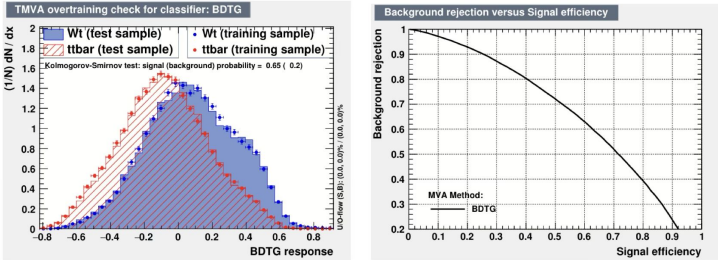 TMVA overtraining check for classifier: BDTG
(1/N) dN / dx
2
1.8
1.6
1.4
1.2
1
0.8
0.6
0.4
0.2
0
Wt (test sample)
ttbar (test sample)
Wt (training sample)
ttbar (training sample)
Kolmogorov-Smirnov test: signal (background) probability = 0.65 ( 0.2)
U/O-flow (S,B): (0.0, 0.0)% / (0.0, 0.0)%
−0.8 −0.6 −0.4 −0.2 0 0.2 0.4 0.6 0.8
BDTG response
Background rejection versus Signal efficiency
Background rejection
1
0.9
0.8
0.7
0.6
0.5
0.4
0.3
0.2
MVA Method:
BDTG
0 0.1 0.2 0.3 0.4 0.5 0.6 0.7 0.8 0.9 1
Signal efficiency